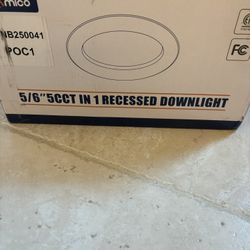 mico
NB250041
POC1
FC
5/6" 5CCT IN 1 RECESSED DOWNLIGHT